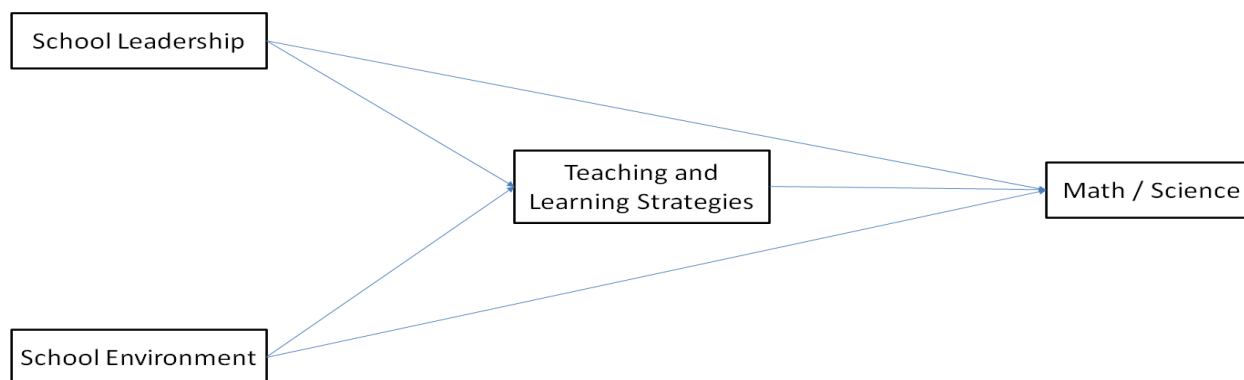 School Leadership
Teaching and
Learning Strategies
Math / Science
School Environment